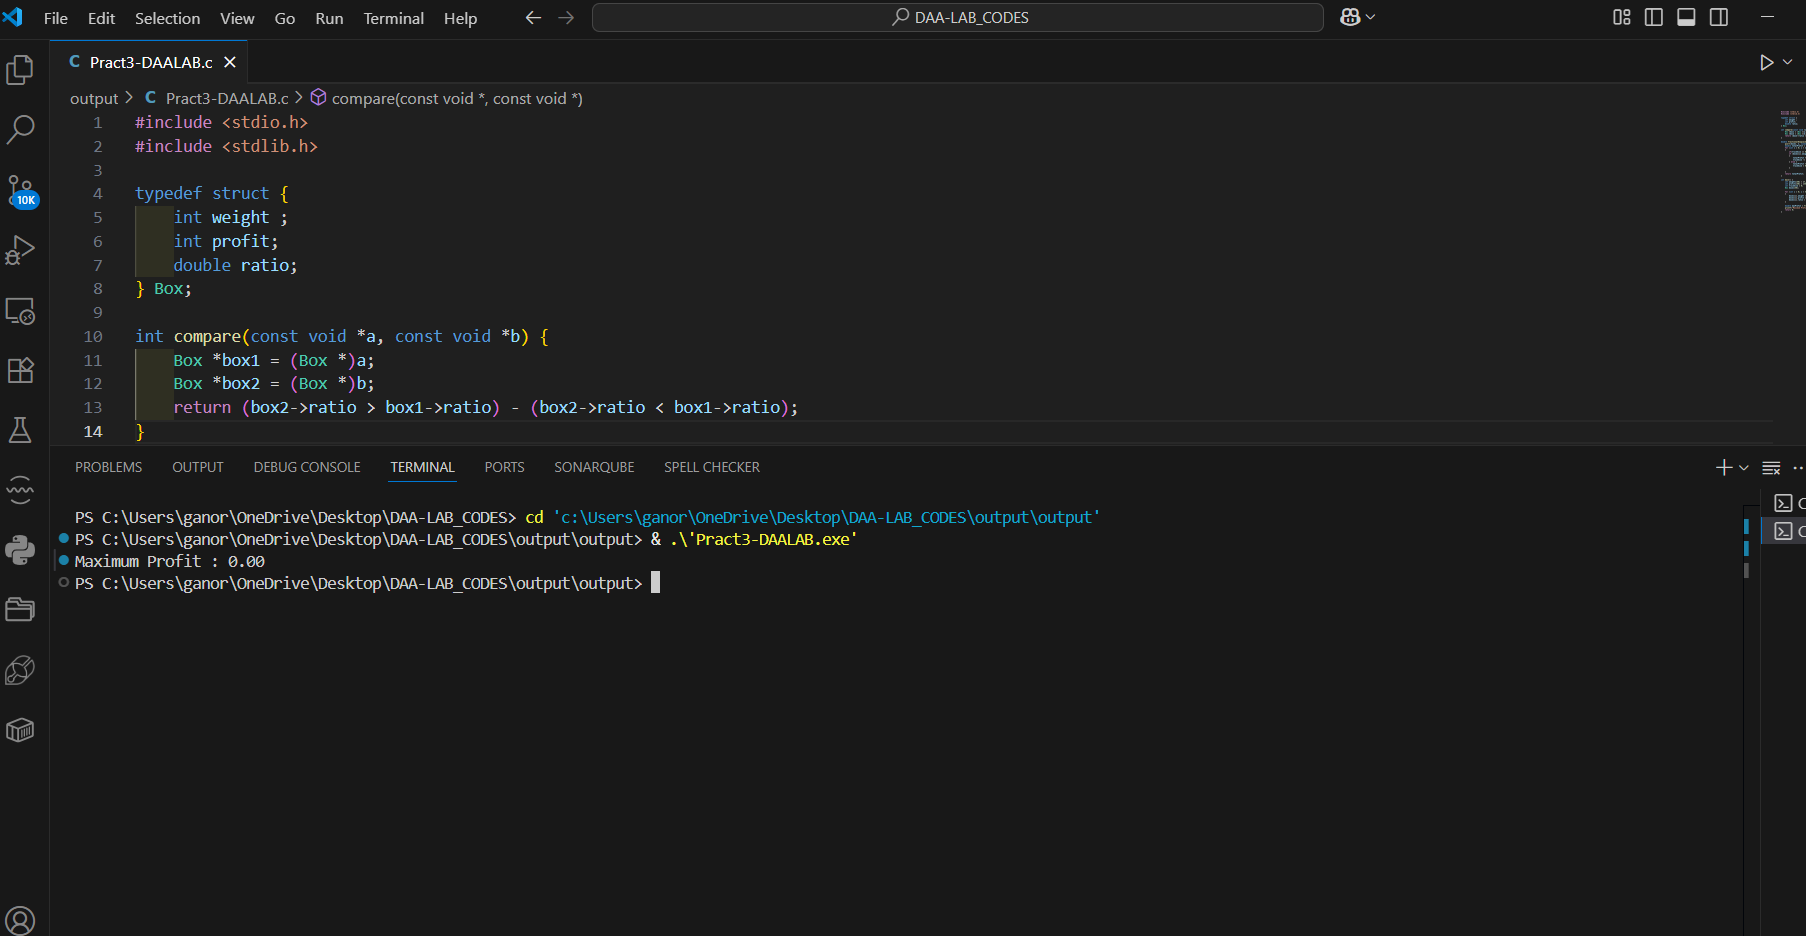 File Edit Selection View Go Run Terminal Help
DAA-LAB_CODES
C Pract3-DAALAB.c
output > C Pract3-DAALAB.c > compare(const void *, const void *)
1 #include <stdio.h>
2 #include <stdlib.h>
3
4 typedef struct {
5 int weight ;
6 int profit;
7 double ratio;
8 } Box;
9
10 int compare(const void *a, const void *b) {
11 Box *box1 = (Box *)a;
12 Box *box2 = (Box *)b;
13 return (box2->ratio > box1->ratio) - (box2->ratio < box1->ratio);
14 }
10K
PROBLEMS OUTPUT DEBUG CONSOLE TERMINAL PORTS SONARQUBE SPELL CHECKER
PS C:\Users\ganor\OneDrive\Desktop\DAA-LAB_CODES> cd 'c:\Users\ganor\OneDrive\Desktop\DAA-LAB_CODES\output\output'
PS C:\Users\ganor\OneDrive\Desktop\DAA-LAB_CODES\output\output> & .\'Pract3-DAALAB.exe'
Maximum Profit : 0.00
PS C:\Users\ganor\OneDrive\Desktop\DAA-LAB_CODES\output\output>